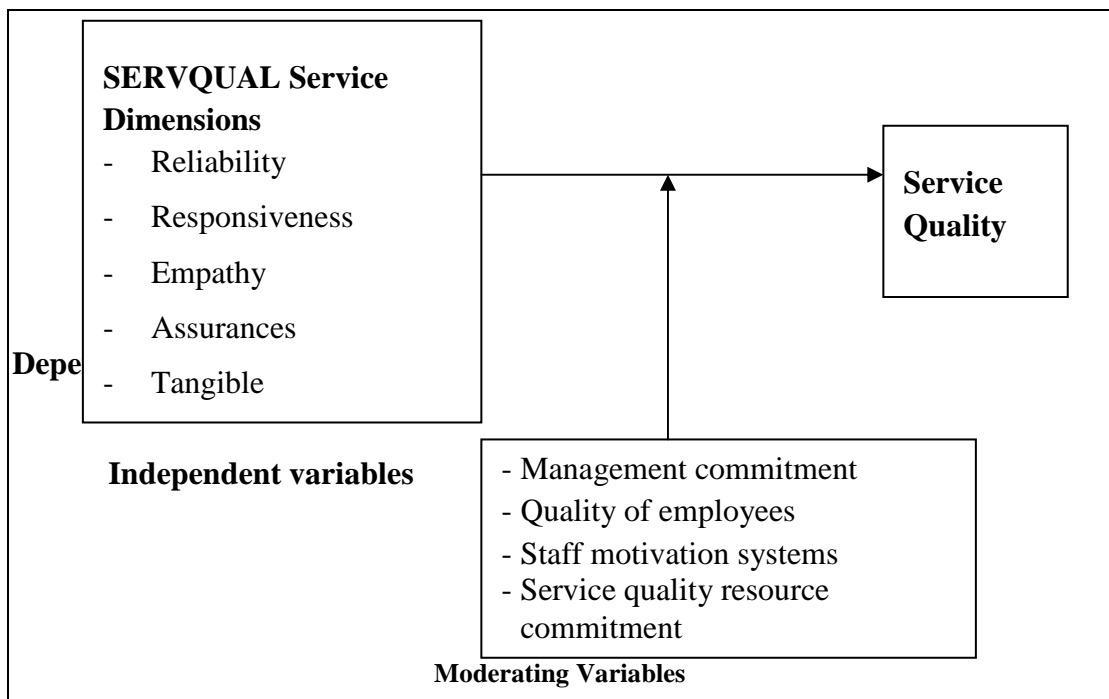 SERVQUAL Service
Dimensions
- Reliability
- Responsiveness
- Empathy
- Assurances
- Tangible
Depe
Independent variables
Service
Quality
- Management commitment
- Quality of employees
- Staff motivation systems
- Service quality resource
commitment
Moderating Variables